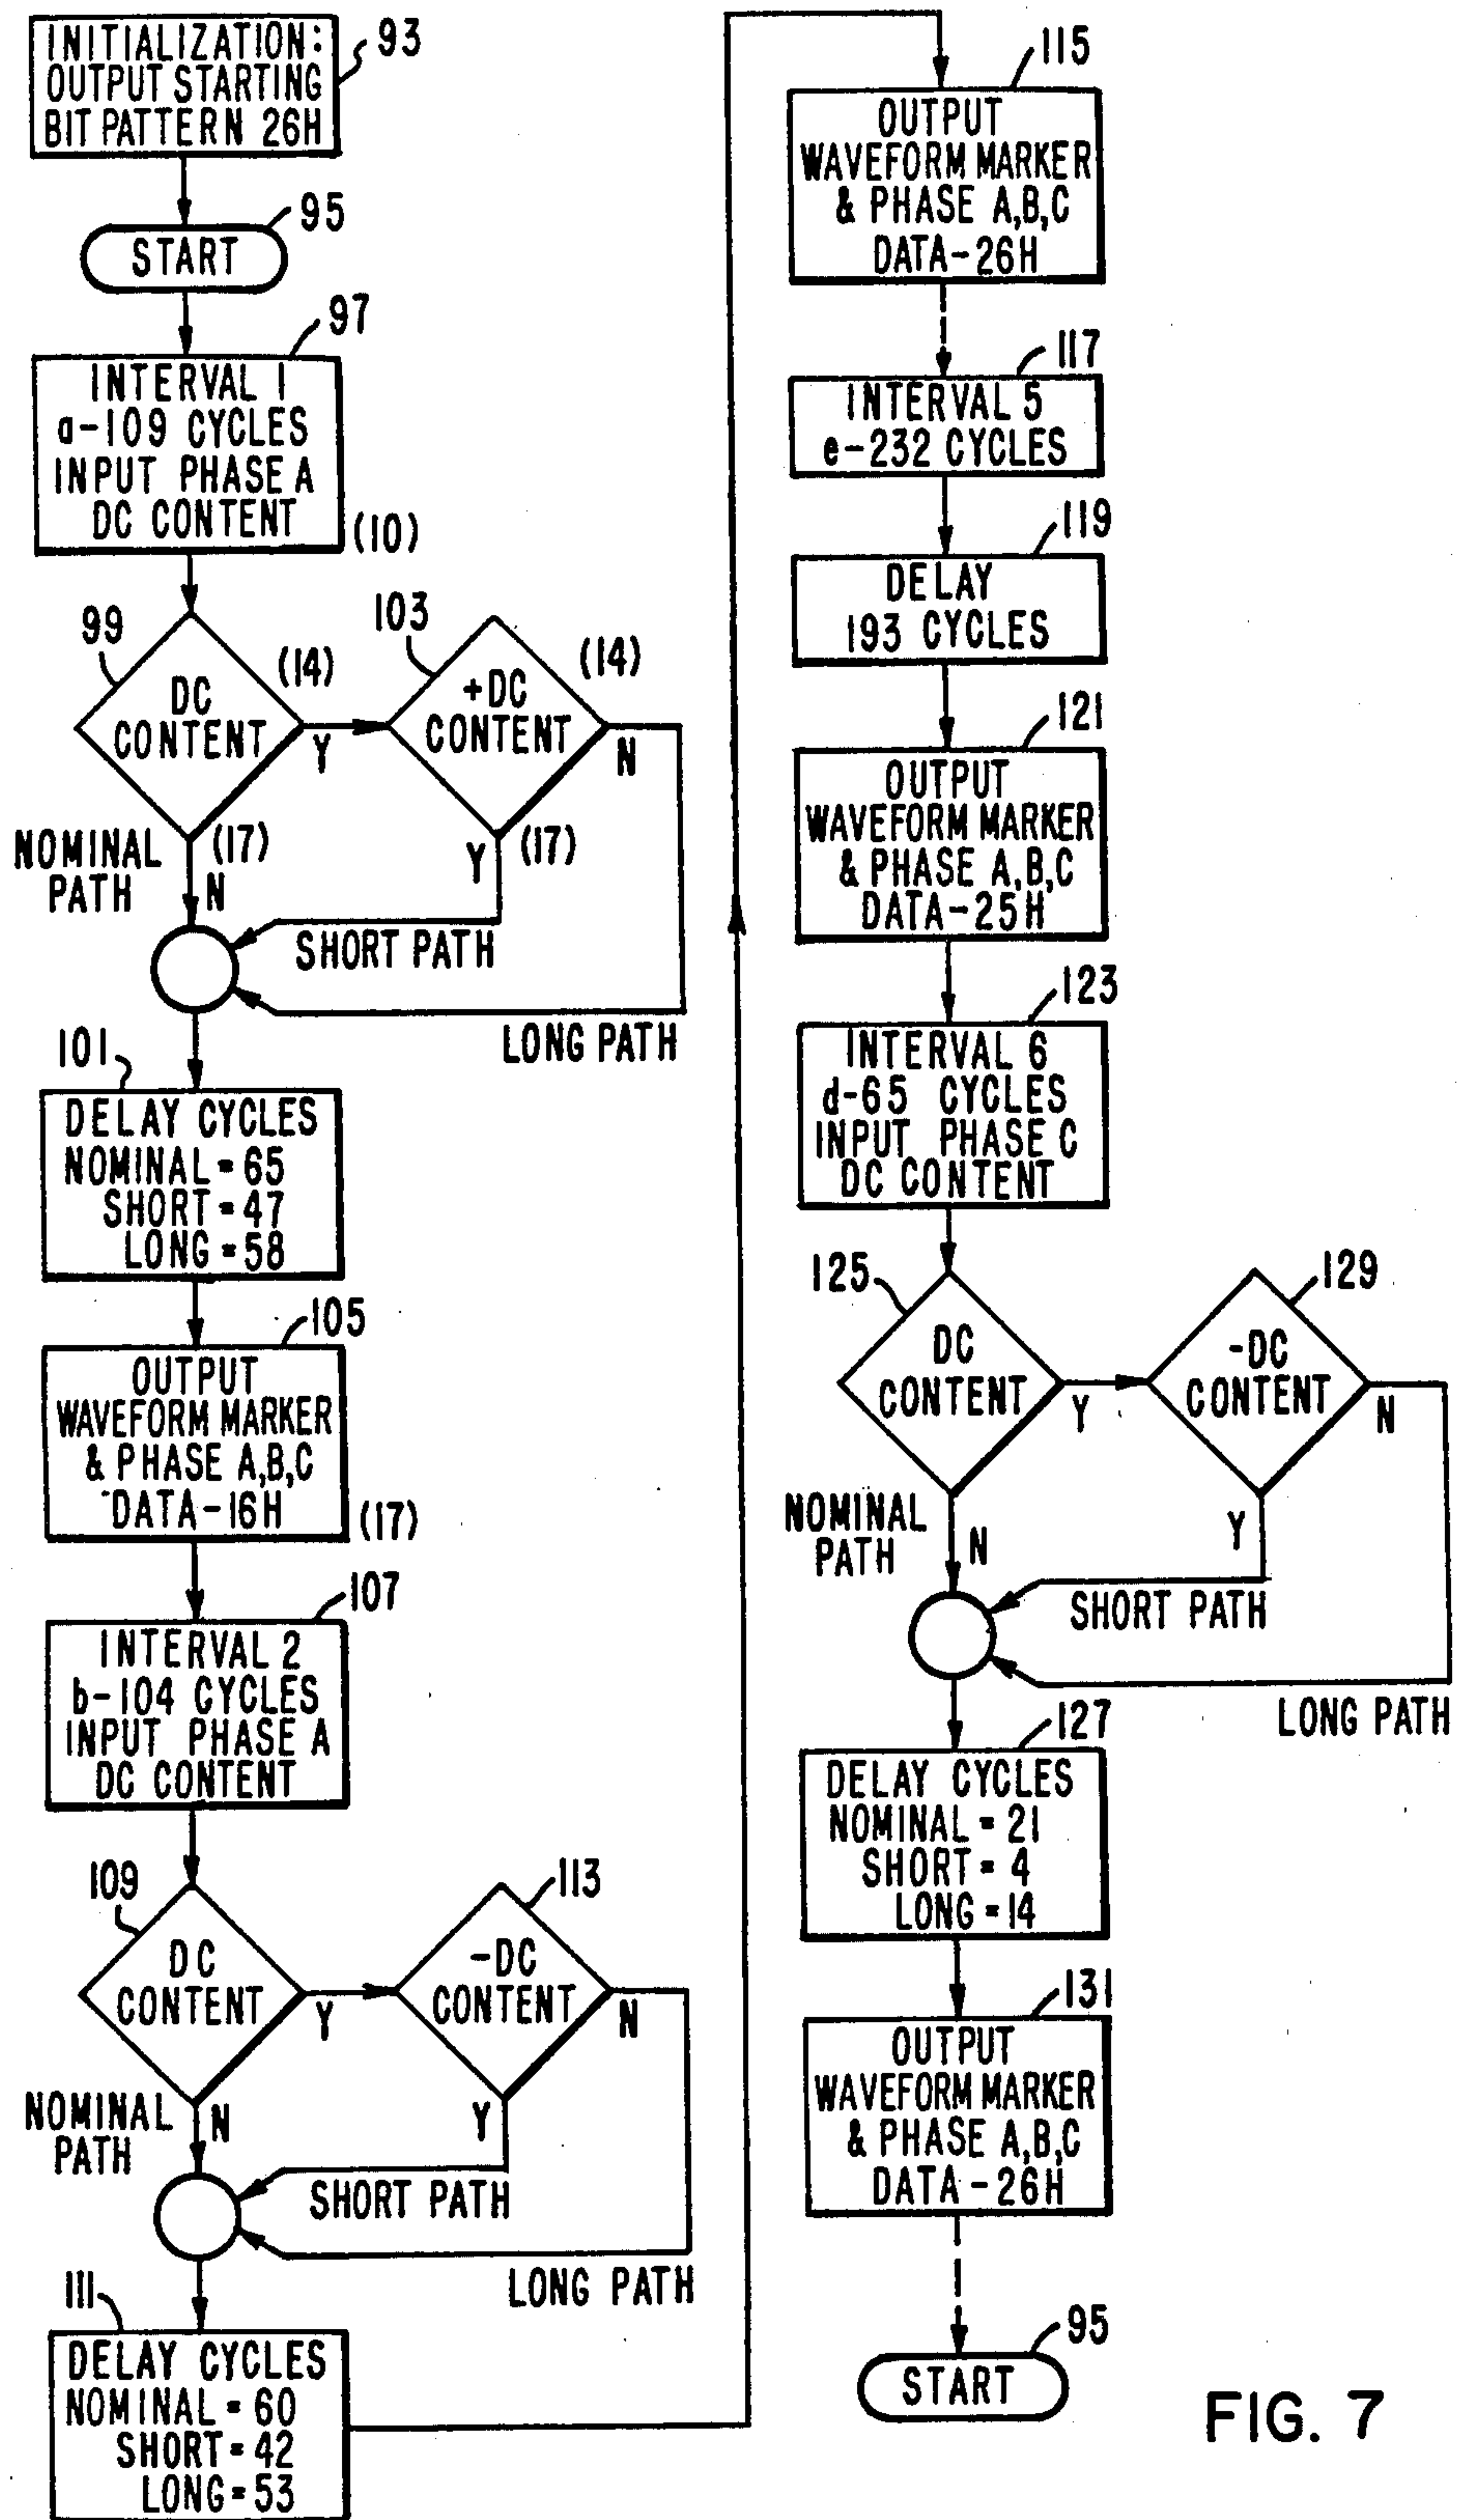 INITIALIZATION:
OUTPUT STARTING
BIT PATTERN 26H
93
START
95
INTERVAL 1
a-109 CYCLES
INPUT PHASE A
DC CONTENT
97
(10)
99
DC
CONTENT
(14)
Y
(17)
N
NOMINAL
PATH
103
+DC
CONTENT
(14)
N
Y
(17)
SHORT PATH
LONG PATH
101
DELAY CYCLES
NOMINAL = 65
SHORT = 47
LONG = 58
105
OUTPUT
WAVEFORM MARKER
& PHASE A,B,C
DATA-16H
(17)
107
INTERVAL 2
b-104 CYCLES
INPUT PHASE A
DC CONTENT
109
DC
CONTENT
Y
N
NOMINAL
PATH
113
-DC
CONTENT
N
Y
SHORT PATH
LONG PATH
111
DELAY CYCLES
NOMINAL = 60
SHORT = 42
LONG = 53
115
OUTPUT
WAVEFORM MARKER
& PHASE A,B,C
DATA-26H
117
INTERVAL 5
e-232 CYCLES
119
DELAY
193 CYCLES
121
OUTPUT
WAVEFORM MARKER
& PHASE A,B,C
DATA-25H
123
INTERVAL 6
d-65 CYCLES
INPUT PHASE C
DC CONTENT
125
DC
CONTENT
Y
N
NOMINAL
PATH
129
-DC
CONTENT
N
Y
SHORT PATH
LONG PATH
127
DELAY CYCLES
NOMINAL = 21
SHORT = 4
LONG = 14
131
OUTPUT
WAVEFORM MARKER
& PHASE A,B,C
DATA-26H
95
START
FIG. 7